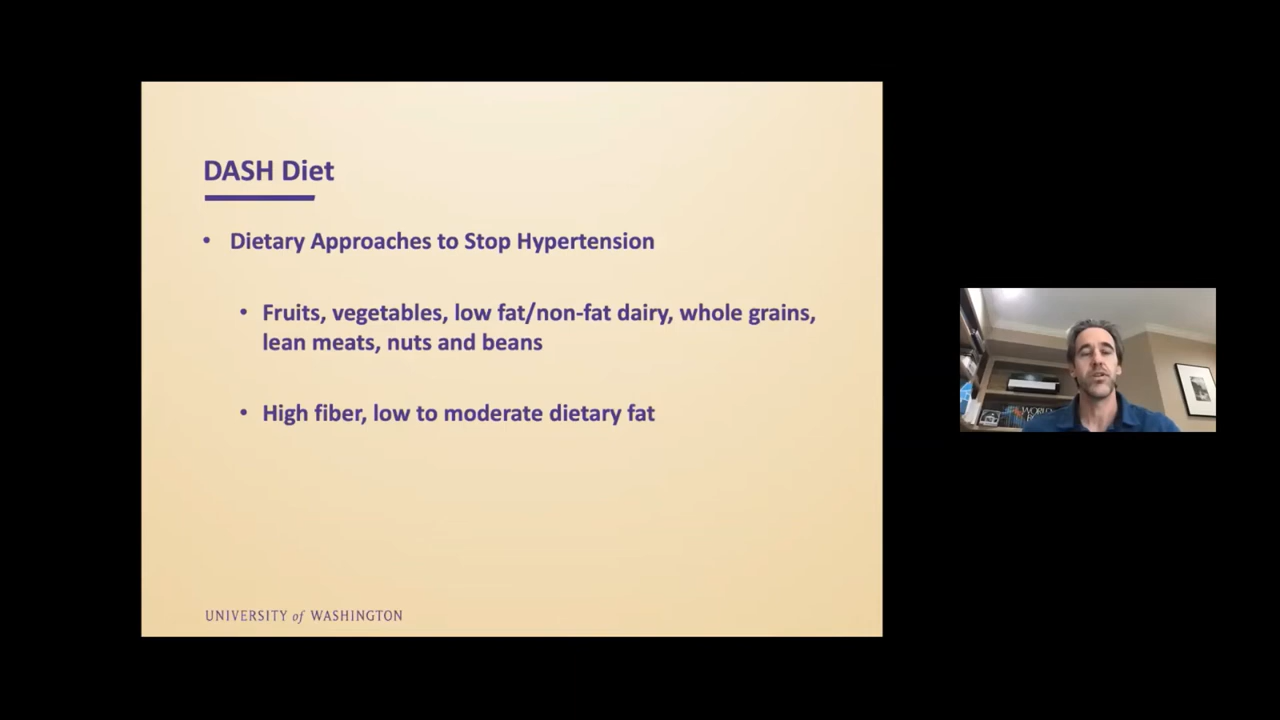 DASH Diet
• Dietary Approaches to Stop Hypertension
• Fruits, vegetables, low fat/non-fat dairy, whole grains,
lean meats, nuts and beans
• High fiber, low to moderate dietary fat
UNIVERSITY of WASHINGTON
WORLD